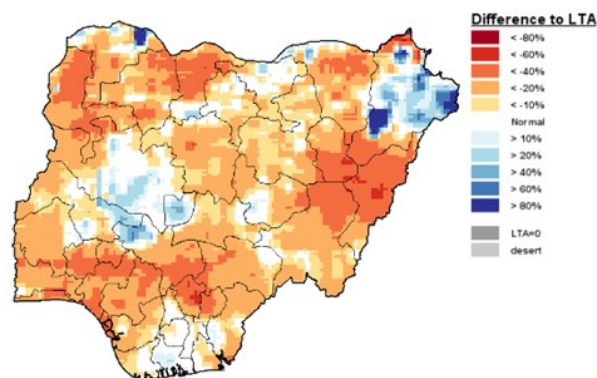 Difference to LTA
< -80%
< -60%
< -40%
< -20%
< -10%
Normal
> 10%
> 20%
> 40%
> 60%
> 80%
LTA=0
desert